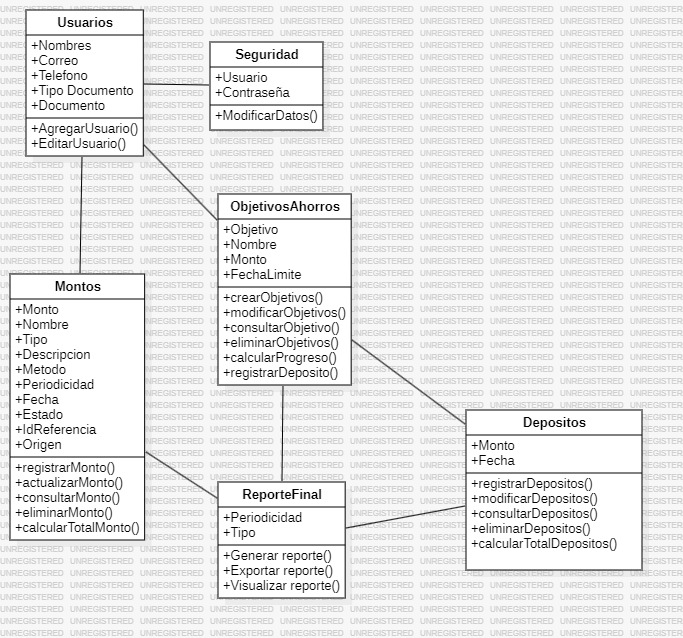 Usuarios
+Nombres
+Correo
+Telefono
+Tipo Documento
+Documento
+AgregarUsuario()
+EditarUsuario()
Seguridad
+Usuario
+Contraseña
+ModificarDatos()
ObjetivosAhorros
+Objetivo
+Nombre
+Monto
+FechaLimite
+crearObjetivos()
+modificarObjetivos()
+consultarObjetivo()
+eliminarObjetivos()
+calcularProgreso()
+registrarDeposito()
Montos
+Monto
+Nombre
+Tipo
+Descripcion
+Metodo
+Periodicidad
+Fecha
+Estado
+IdReferencia
+Origen
+registrarMonto()
+actualizarMonto()
+consultarMonto()
+eliminarMonto()
+calcularTotalMonto()
Depositos
+Monto
+Fecha
+registrarDepositos()
+modificarDepositos()
+consultarDepositos()
+eliminarDepositos()
+calcularTotalDepositos()
ReporteFinal
+Periodicidad
+Tipo
+Generar reporte()
+Exportar reporte()
+Visualizar reporte()
UNREGISTERED